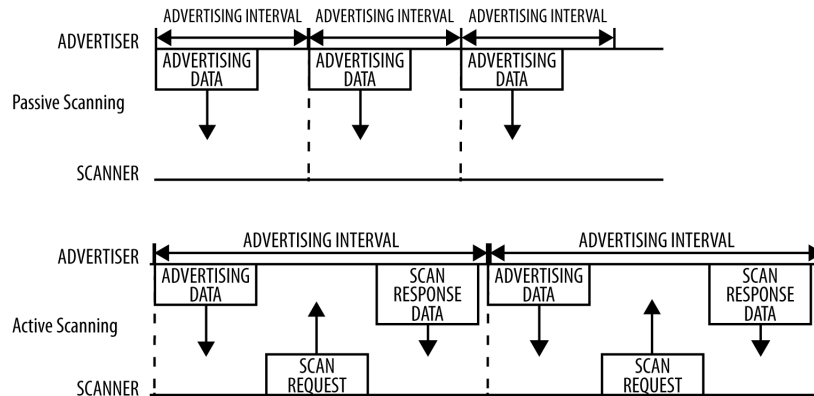 ADVERTISING INTERVAL ADVERTISING INTERVAL ADVERTISING INTERVAL
ADVERTISER
ADVERTISING DATA ADVERTISING DATA ADVERTISING DATA
Passive Scanning
SCANNER
ADVERTISING INTERVAL ADVERTISING INTERVAL
ADVERTISER
ADVERTISING DATA SCAN RESPONSE DATA ADVERTISING DATA SCAN RESPONSE DATA
Active Scanning
SCAN REQUEST SCAN REQUEST
SCANNER